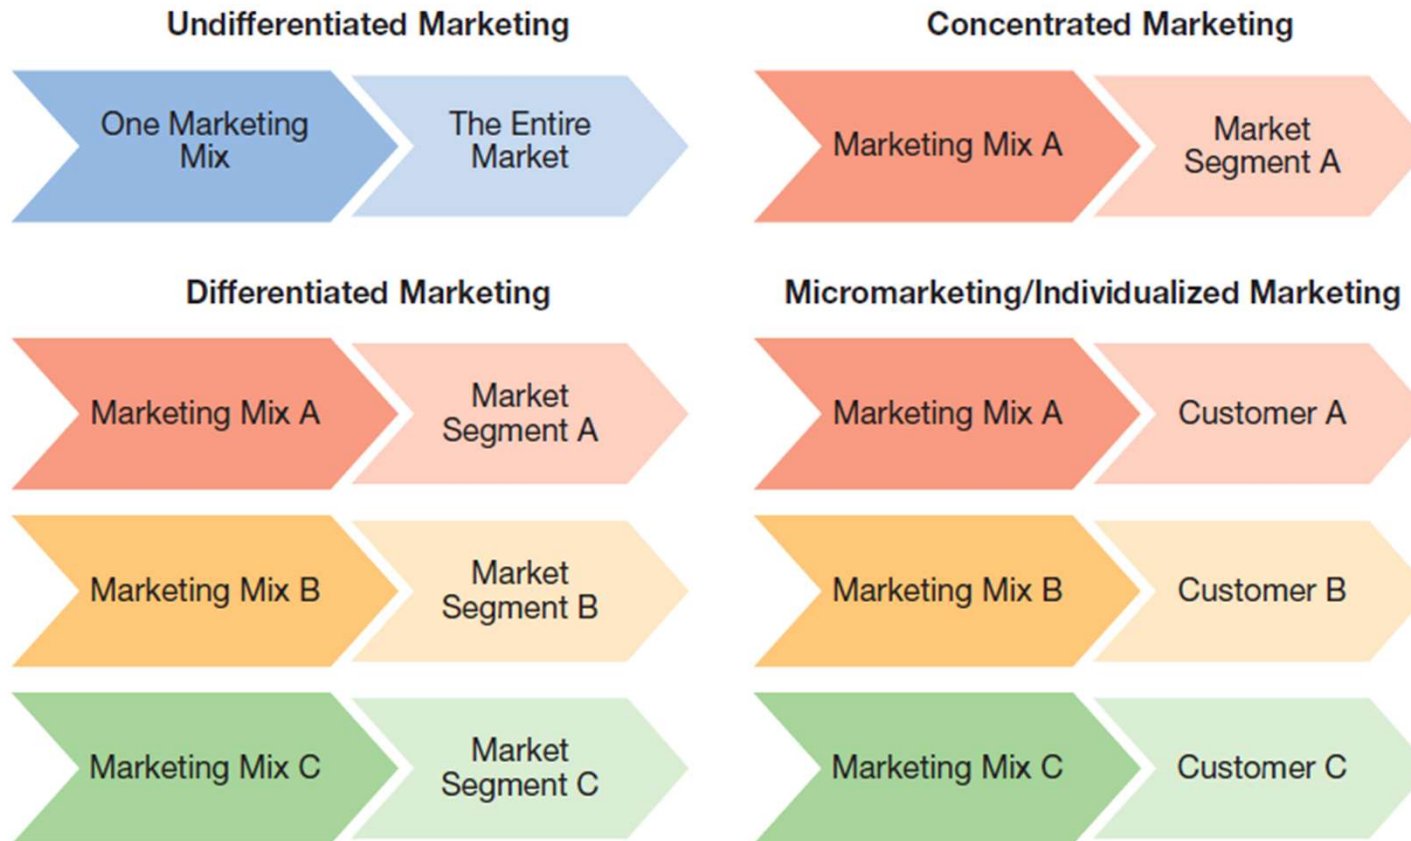 Undifferentiated Marketing
One Marketing
Mix
The Entire
Market
Concentrated Marketing
Marketing Mix A
Market
Segment A
Differentiated Marketing
Marketing Mix A
Market
Segment A
Marketing Mix B
Market
Segment B
Marketing Mix C
Market
Segment C
Micromarketing/Individualized Marketing
Marketing Mix A
Customer A
Marketing Mix B
Customer B
Marketing Mix C
Customer C